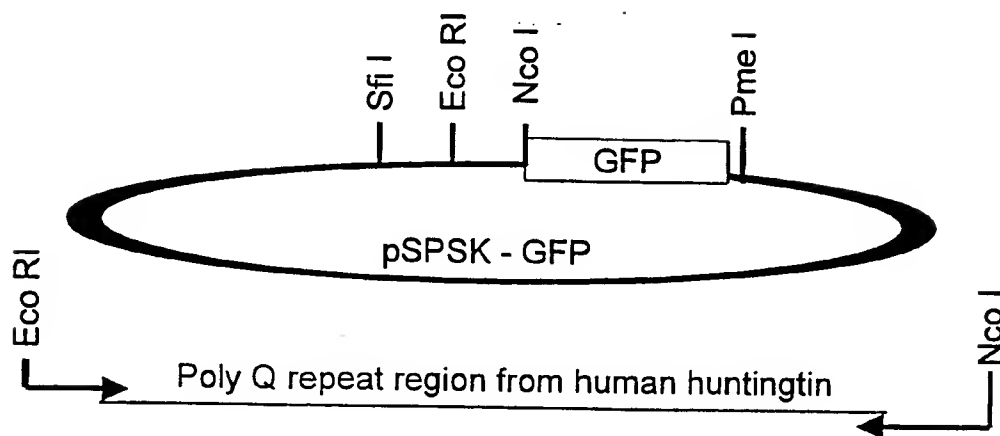 Sfi I
Eco RI
Nco I
Pme I
GFP
pSPSK - GFP
Eco RI
Poly Q repeat region from human huntingtin
Nco I